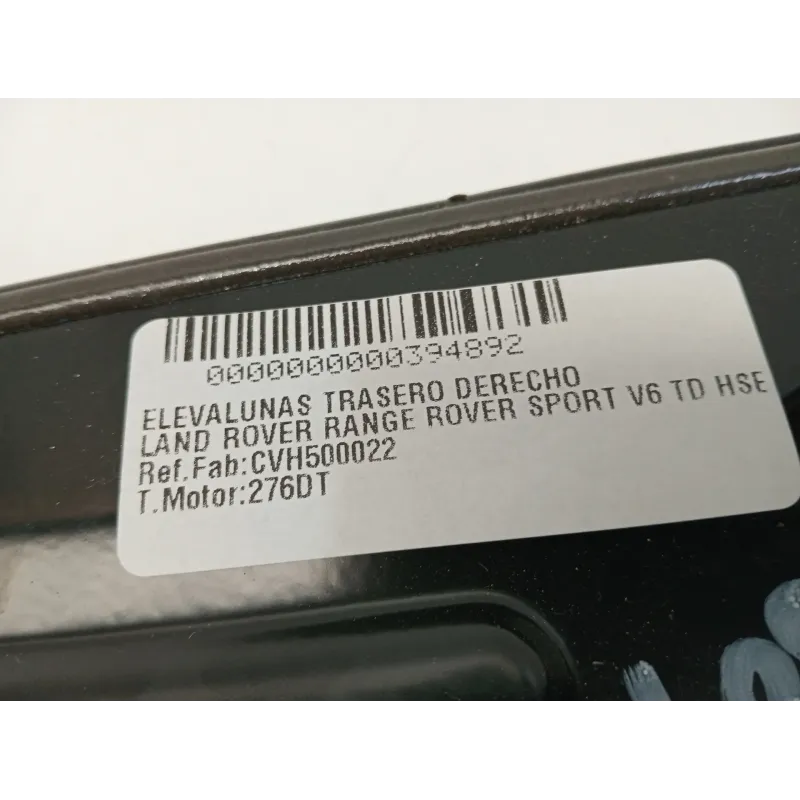 0000000000394892
ELEVALUNAS TRASERO DERECHO
LAND ROVER RANGE ROVER SPORT V6 TD HSE
Ref.Fab:CVH500022
T.Motor:276DT